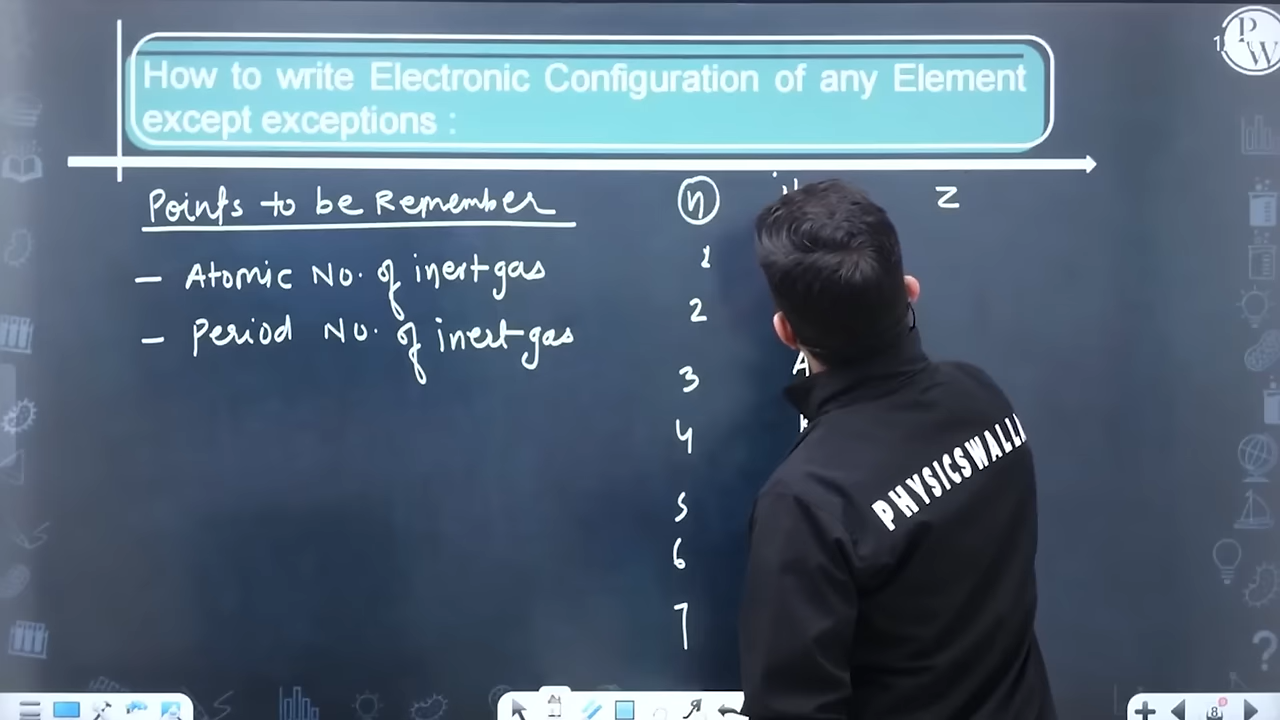 How to write Electronic Configuration of any Element
except exceptions :
P
W
Points to be Remember
n
Z
- Atomic No. of inert gas
- Period No. of inert gas
1
2
3 A
4
5
6
7
PHYSICSWALLA
8